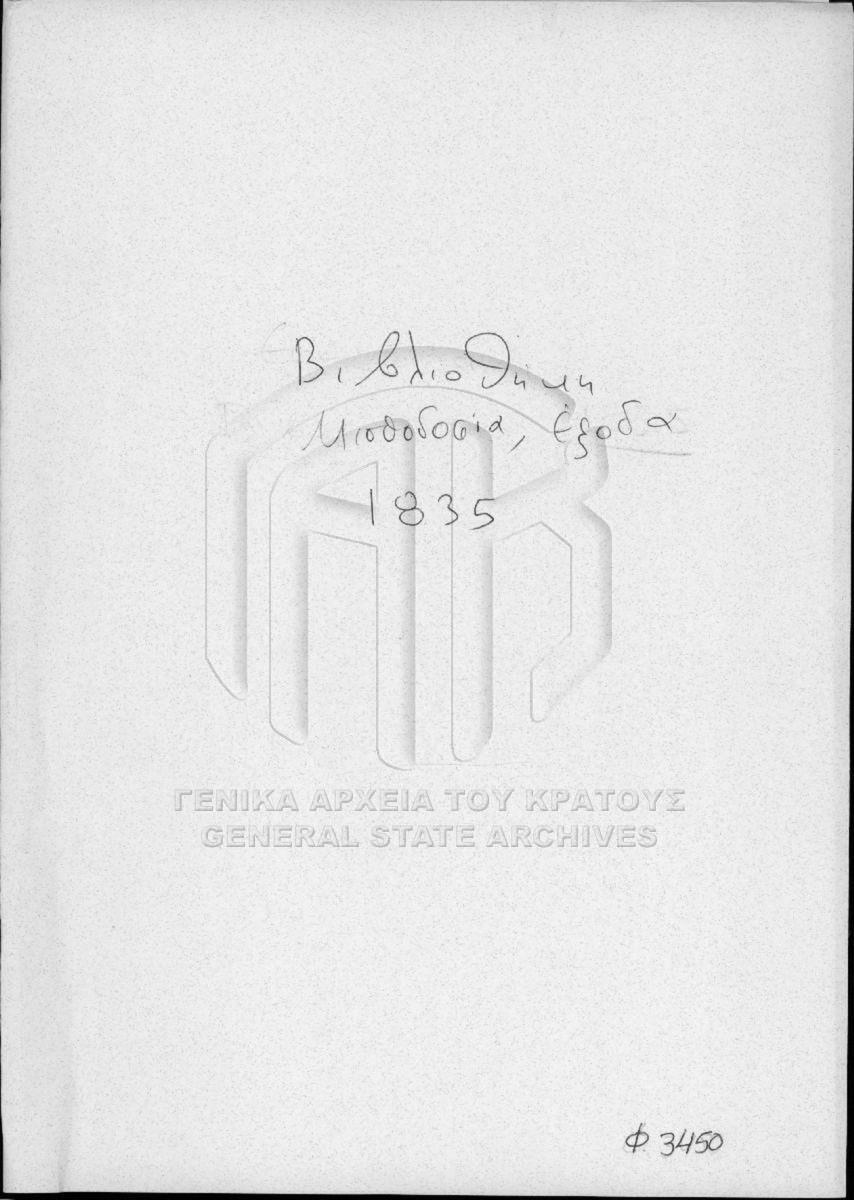 Βιβλιοθήκη
Μισθοδοσία, έξοδα
1835
ΓΕΝΙΚΑ ΑΡΧΕΙΑ ΤΟΥ ΚΡΑΤΟΥΣ
GENERAL STATE ARCHIVES
Φ 3450